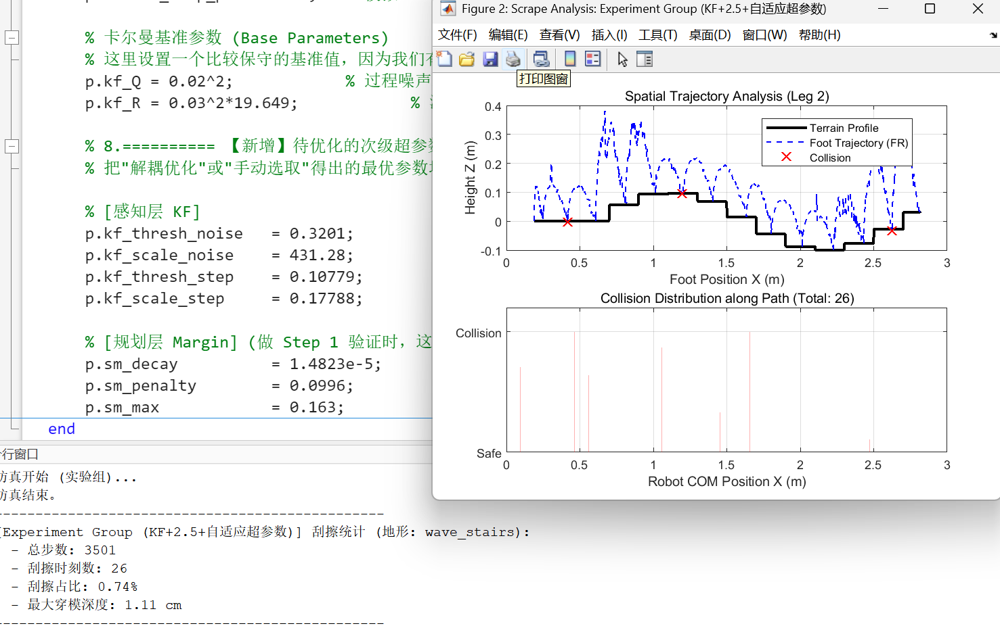 % 卡尔曼基准参数 (Base Parameters)
% 这里设置一个比较保守的基准值，因为我们有
p.kf_Q = 0.02^2; % 过程噪声
p.kf_R = 0.03^2*19.649; %
% 8.========== 【新增】待优化的次级超参数
% 把"解耦优化"或"手动选取"得出的最优参数
% [感知层 KF]
p.kf_thresh_noise = 0.3201;
p.kf_scale_noise = 431.28;
p.kf_thresh_step = 0.10779;
p.kf_scale_step = 0.17788;
% [规划层 Margin] (做 Step 1 验证时，这
p.sm_decay = 1.4823e-5;
p.sm_penalty = 0.0996;
p.sm_max = 0.163;
end
行窗口
仿真开始 (实验组)...
仿真结束。
-----------------------------------------------
[Experiment Group (KF+2.5+自适应超参数)] 刮擦统计 (地形: wave_stairs):
- 总步数: 3501
- 刮擦时刻数: 26
- 刮擦占比: 0.74%
- 最大穿模深度: 1.11 cm
-----------------------------------------------
Figure 2: Scrape Analysis: Experiment Group (KF+2.5+自适应超参数)
文件(F) 编辑(E) 查看(V) 插入(I) 工具(T) 桌面(D) 窗口(W) 帮助(H)
打印图窗
Spatial Trajectory Analysis (Leg 2)
Height Z (m)
0.4
0.3
0.2
0.1
0
-0.1
Terrain Profile
Foot Trajectory (FR)
Collision
0 0.5 1 1.5 2 2.5 3
Foot Position X (m)
Collision Distribution along Path (Total: 26)
Collision
Safe
0 0.5 1 1.5 2 2.5 3
Robot COM Position X (m)